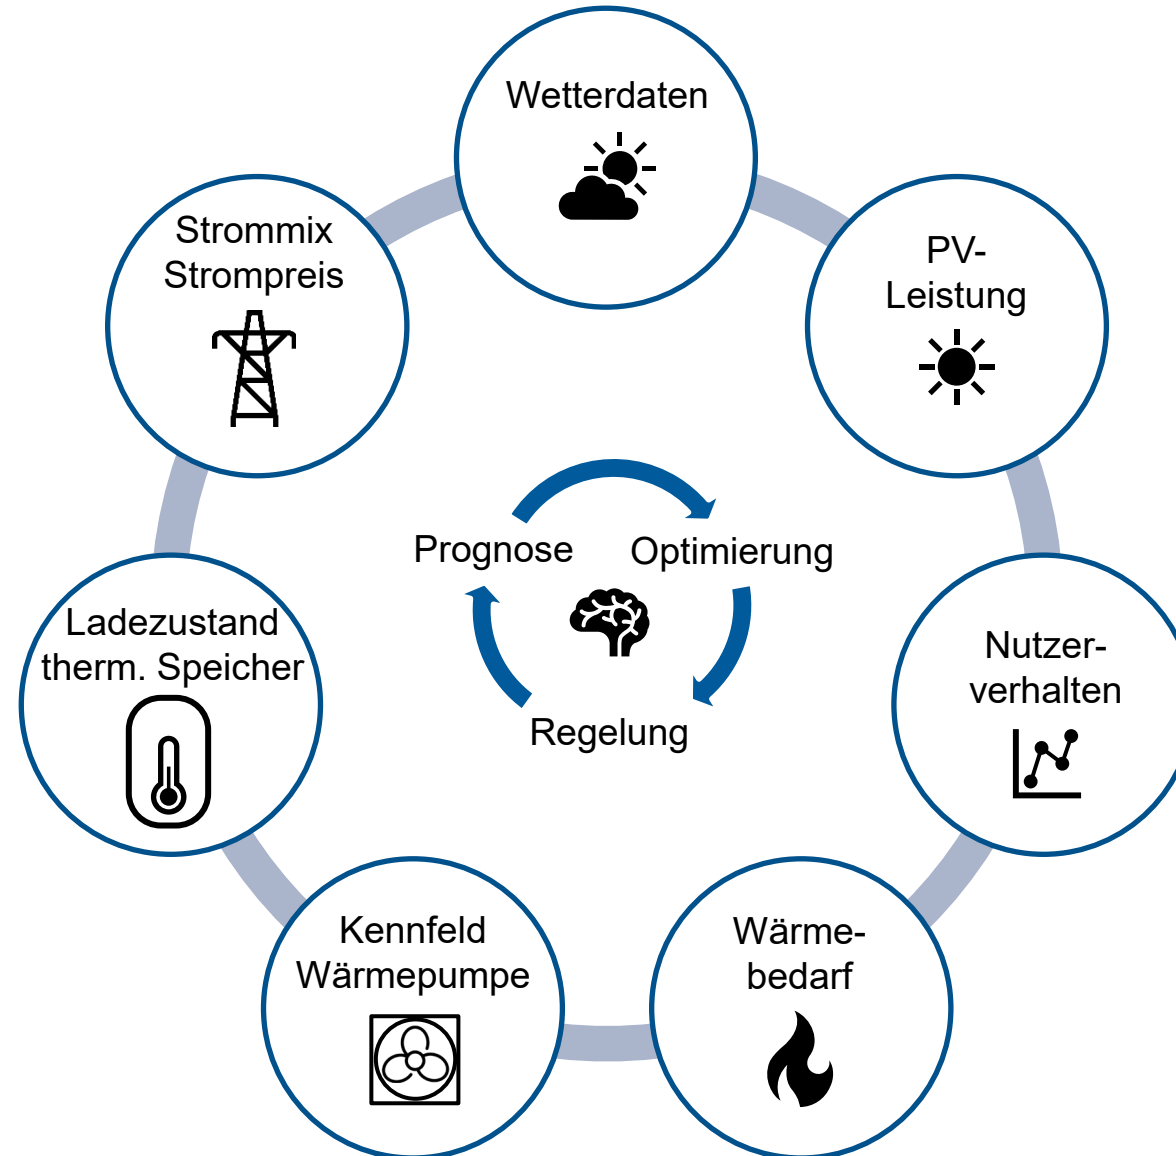 Wetterdaten
PV-
Leistung
Nutzer-
verhalten
Wärme-
bedarf
Kennfeld
Wärmepumpe
Ladezustand
therm. Speicher
Strommix
Strompreis
Prognose
Optimierung
Regelung